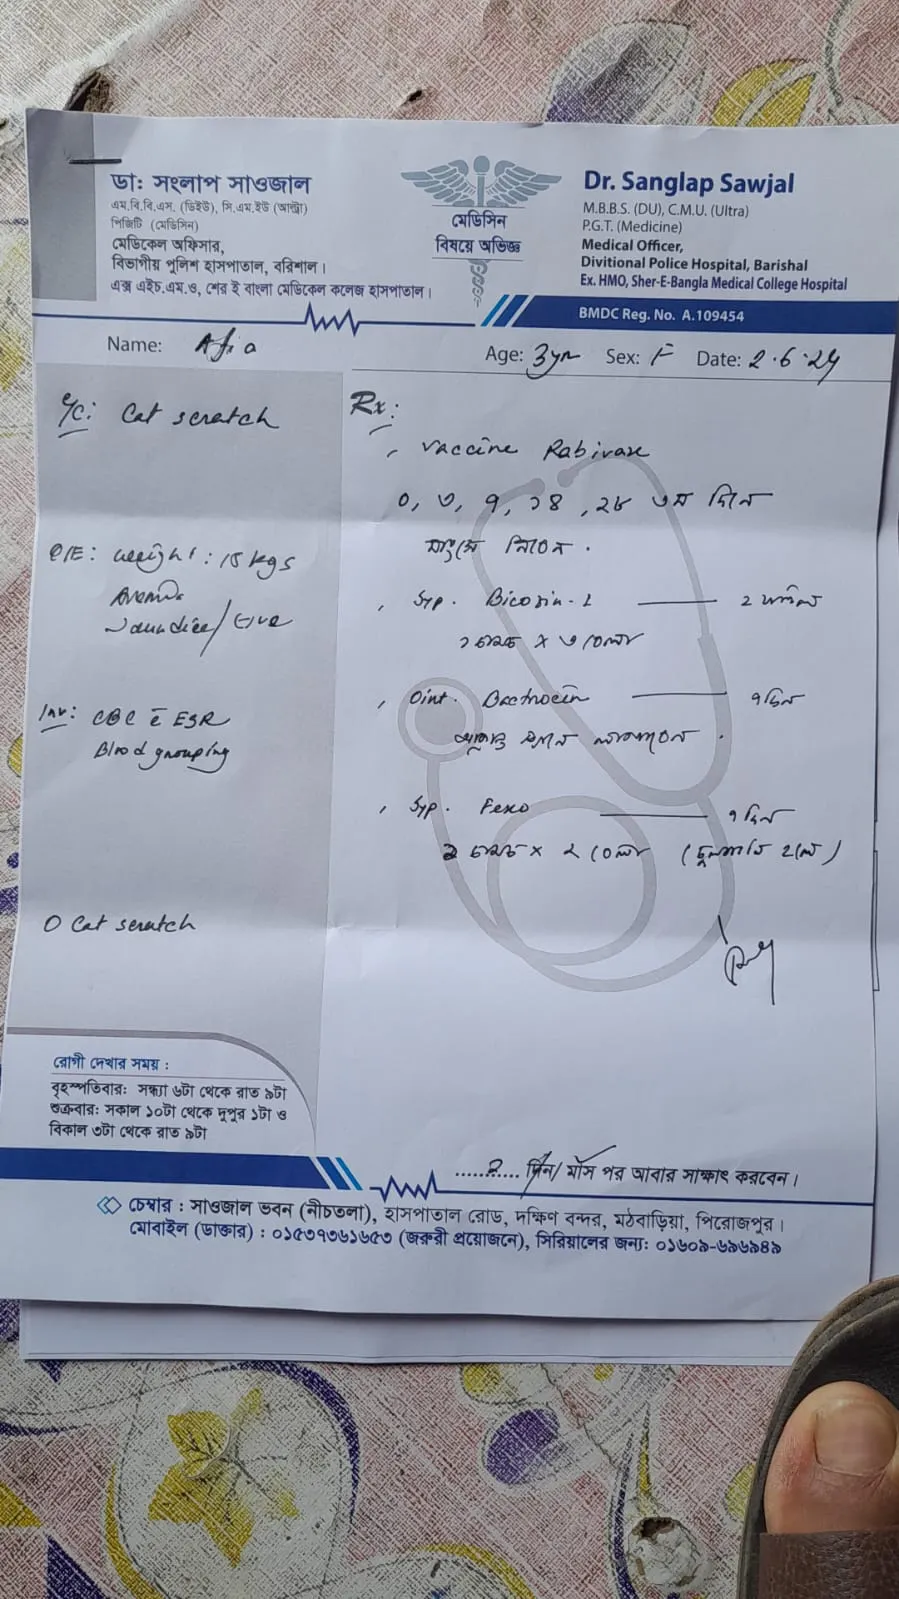 ডা: সংলাপ সাওজাল
এম.বি.বি.এস. (ডিইউ), সি.এম.ইউ (আল্ট্রা)
পিজিটি (মেডিসিন)
মেডিকেল অফিসার,
বিভাগীয় পুলিশ হাসপাতাল, বরিশাল।
এক্স এইচ.এম.ও, শের ই বাংলা মেডিকেল কলেজ হাসপাতাল।
মেডিসিন
বিষয়ে অভিজ্ঞ
Dr. Sanglap Sawjal
M.B.B.S. (DU), C.M.U. (Ultra)
P.G.T. (Medicine)
Medical Officer,
Divitional Police Hospital, Barishal
Ex. HMO, Sher-E-Bangla Medical College Hospital
BMDC Reg. No. A.109454
Name: Afia Age: 3yr Sex: F Date: 2.6.24
C/C: Cat scratch
O/E: Weight: 15 kgs
Anemia
Jaundice/
Inv: CBC c̄ ESR
Blood grouping
Cat scratch
Rx:
Vaccine Rabivax
০, ৩, ৭, ১৪, ২৮ তম দিনে
মাংসে নিবেন.
Syp. Bicozin-I — ২ ফাইল
১ চামচ × ৩ বেলা
Oint. Bactrocin — ৭দিন
স্থানে লাগাবেন.
Syp. Fexo — ৭ দিন
চামচ × ২ বেলা (চুলকানি হলে)
রোগী দেখার সময় :
বৃহস্পতিবার: সন্ধ্যা ৬টা থেকে রাত ৯টা
শুক্রবার: সকাল ১০টা থেকে দুপুর ১টা ও
বিকাল ৩টা থেকে রাত ৯টা
দিন/ মাস পর আবার সাক্ষাৎ করবেন।
চেম্বার : সাওজাল ভবন (নীচতলা), হাসপাতাল রোড, দক্ষিণ বন্দর, মঠবাড়িয়া, পিরোজপুর।
মোবাইল (ডাক্তার) : ০১৫৩৭৩৬১৬৫৩ (জরুরী প্রয়োজনে), সিরিয়ালের জন্য: ০১৬০৯-৬৯৬৯৪৯